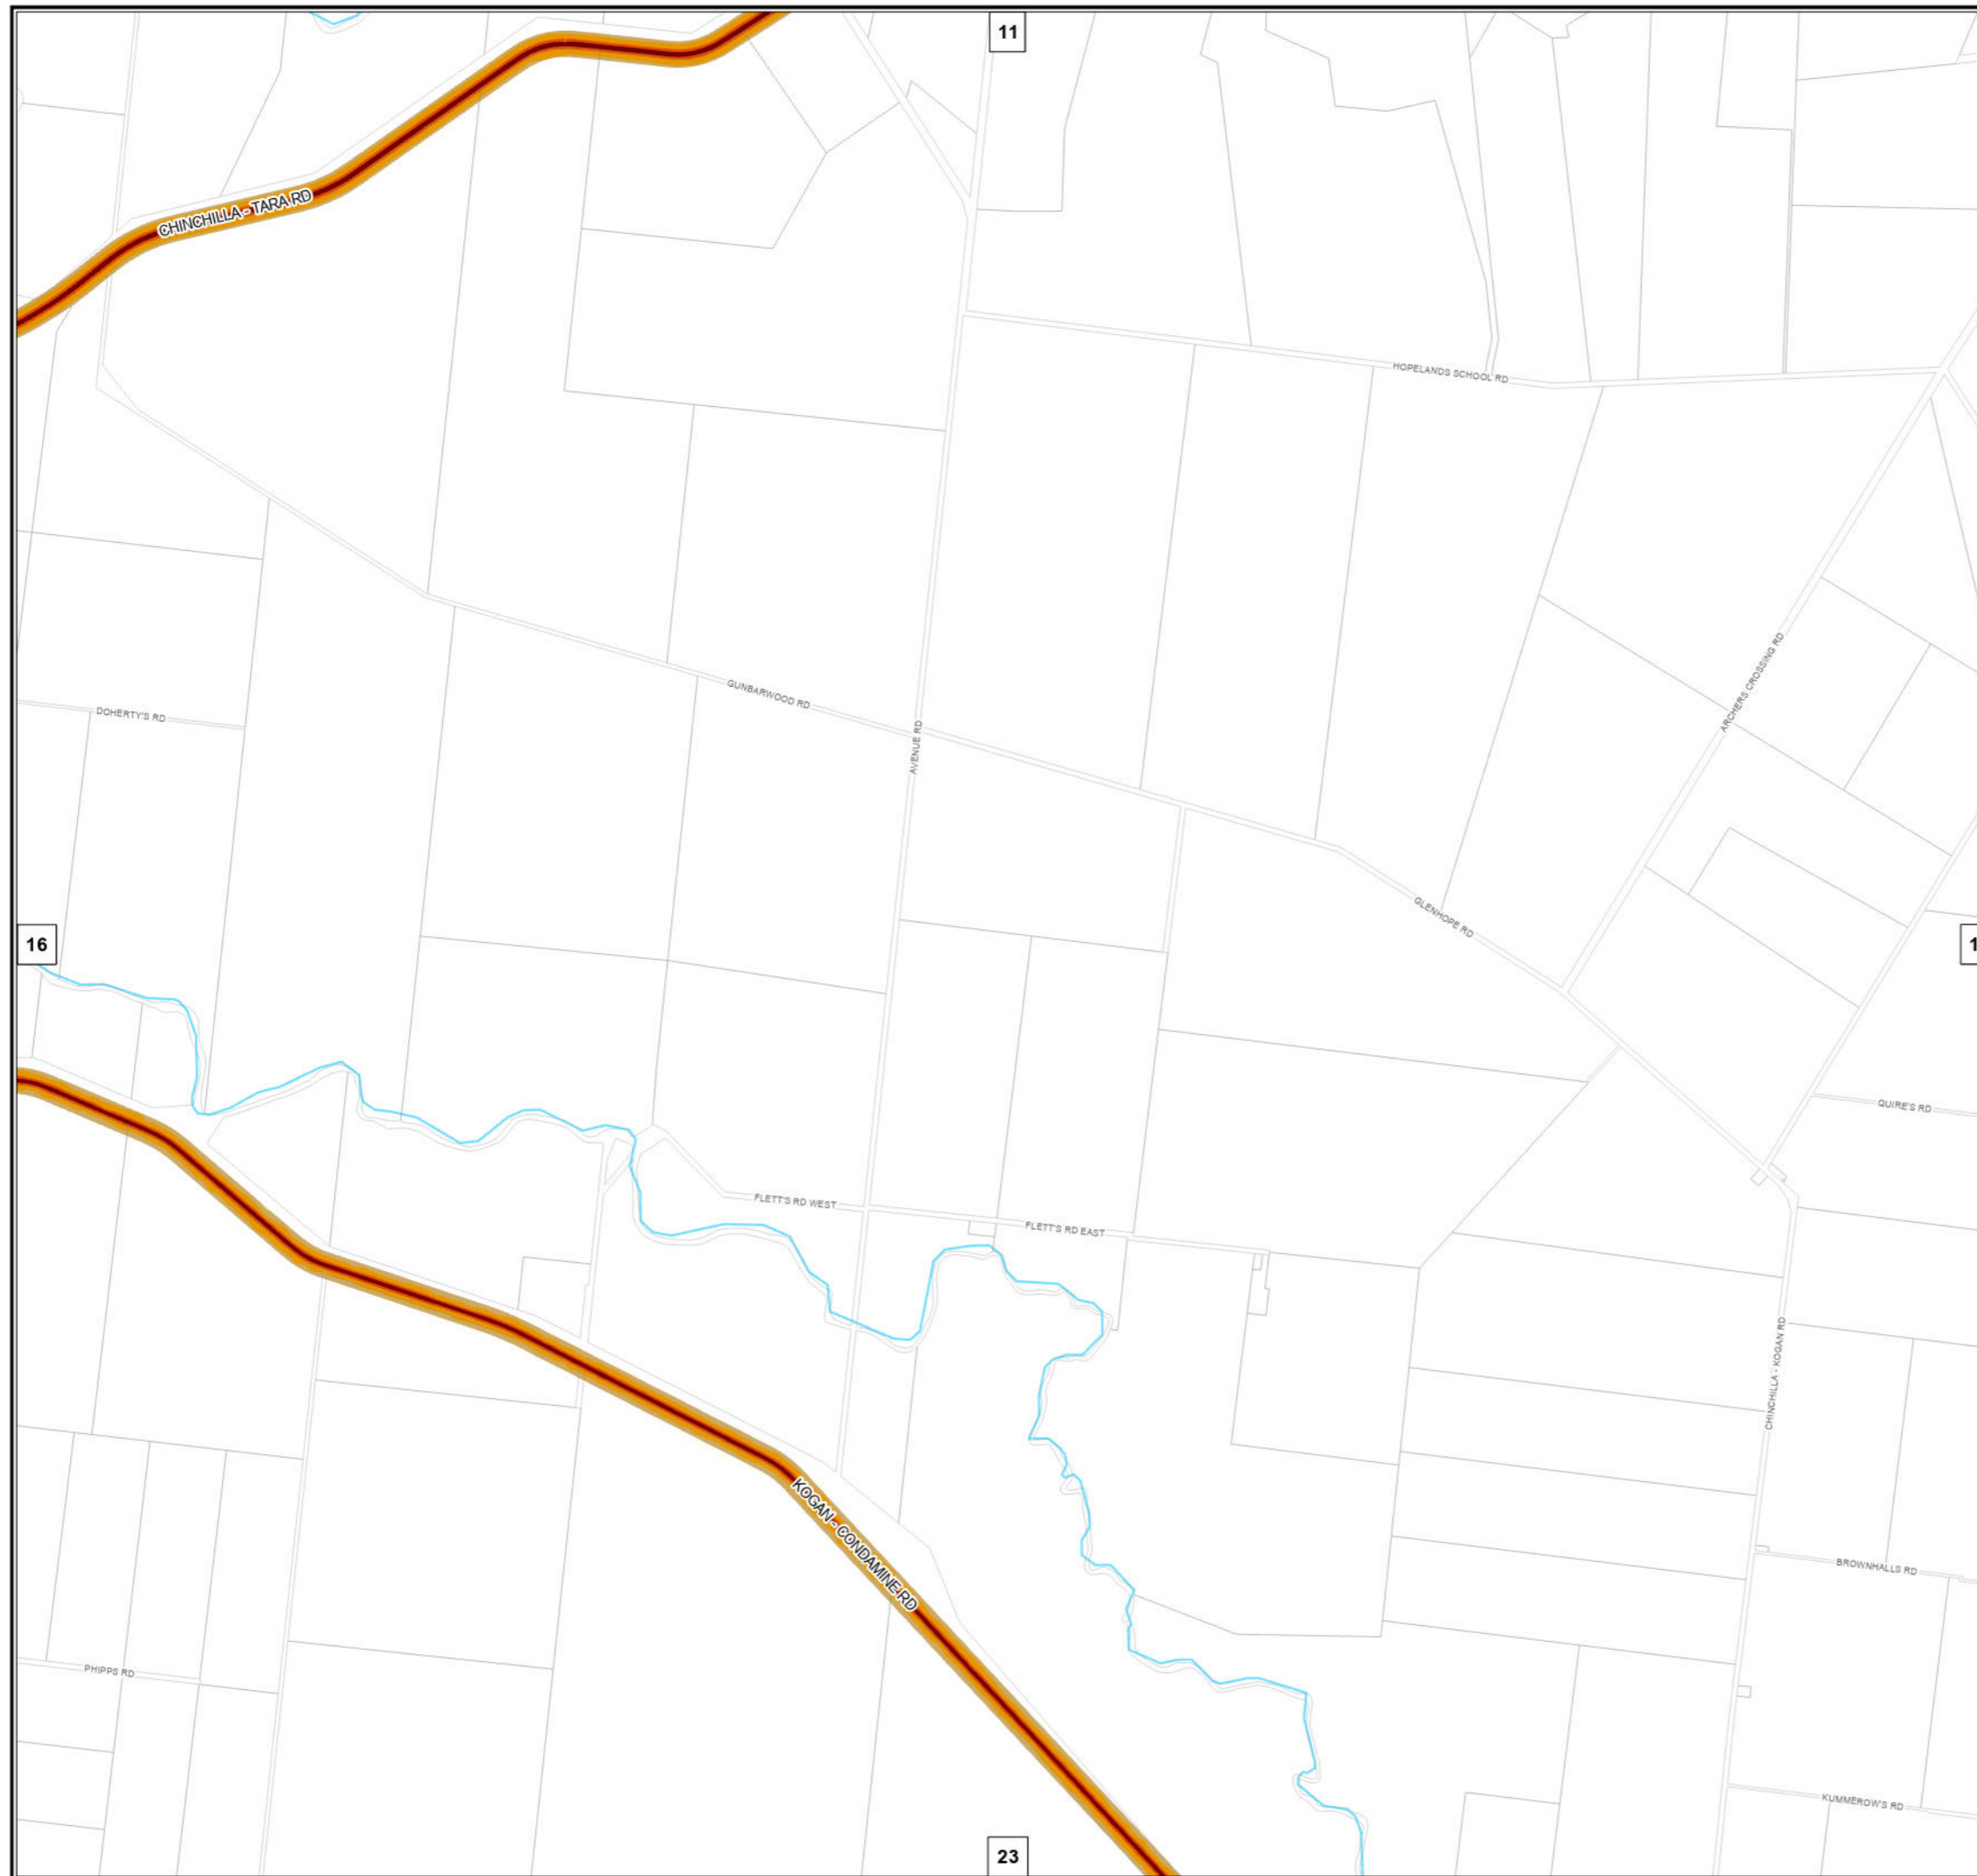 11
CHINCHILLA - TARA RD
HOPELANDS SCHOOL RD
ARCHERS CROSSING RD
GUNBARWOOD RD
DOHERTY'S RD
AVENUE RD
GLENHOPE RD
16
1
QUIRE'S RD
FLETT'S RD WEST
FLETT'S RD EAST
CHINCHILLA - KOGAN RD
KOGAN - CONDAMINE RD
BROWNHALLS RD
PHIPPS RD
KUMMEROW'S RD
23